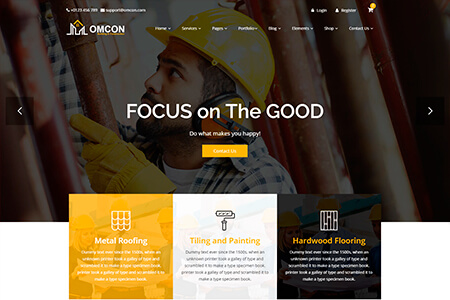 +0123 456 789 support@omcon.com Login Register
OMCON
Home Services Pages Portfolio Blog Elements Shop Contact Us
FOCUS on The GOOD
Do what makes you happy!
Contact Us
Metal Roofing
Dummy text ever since the 1500s, when an
unknown printer took a galley of type and
scrambled it to make a type specimen book.
printer took a galley of type and scrambled it to
make a type specimen book.
Tiling and Painting
Dummy text ever since the 1930s, when an
unknown printer took a galley of type and
scrambled it to make a type specimen book,
printer took a galley of type and scrambled it to
make a type specimen book.
Hardwood Flooring
Dummy text ever since the 1500s, when an
unknown printer took a galley of type and
scrambled it to make a type specimen book,
printer took a galley of type and scrambled it to
make a type specimen book.